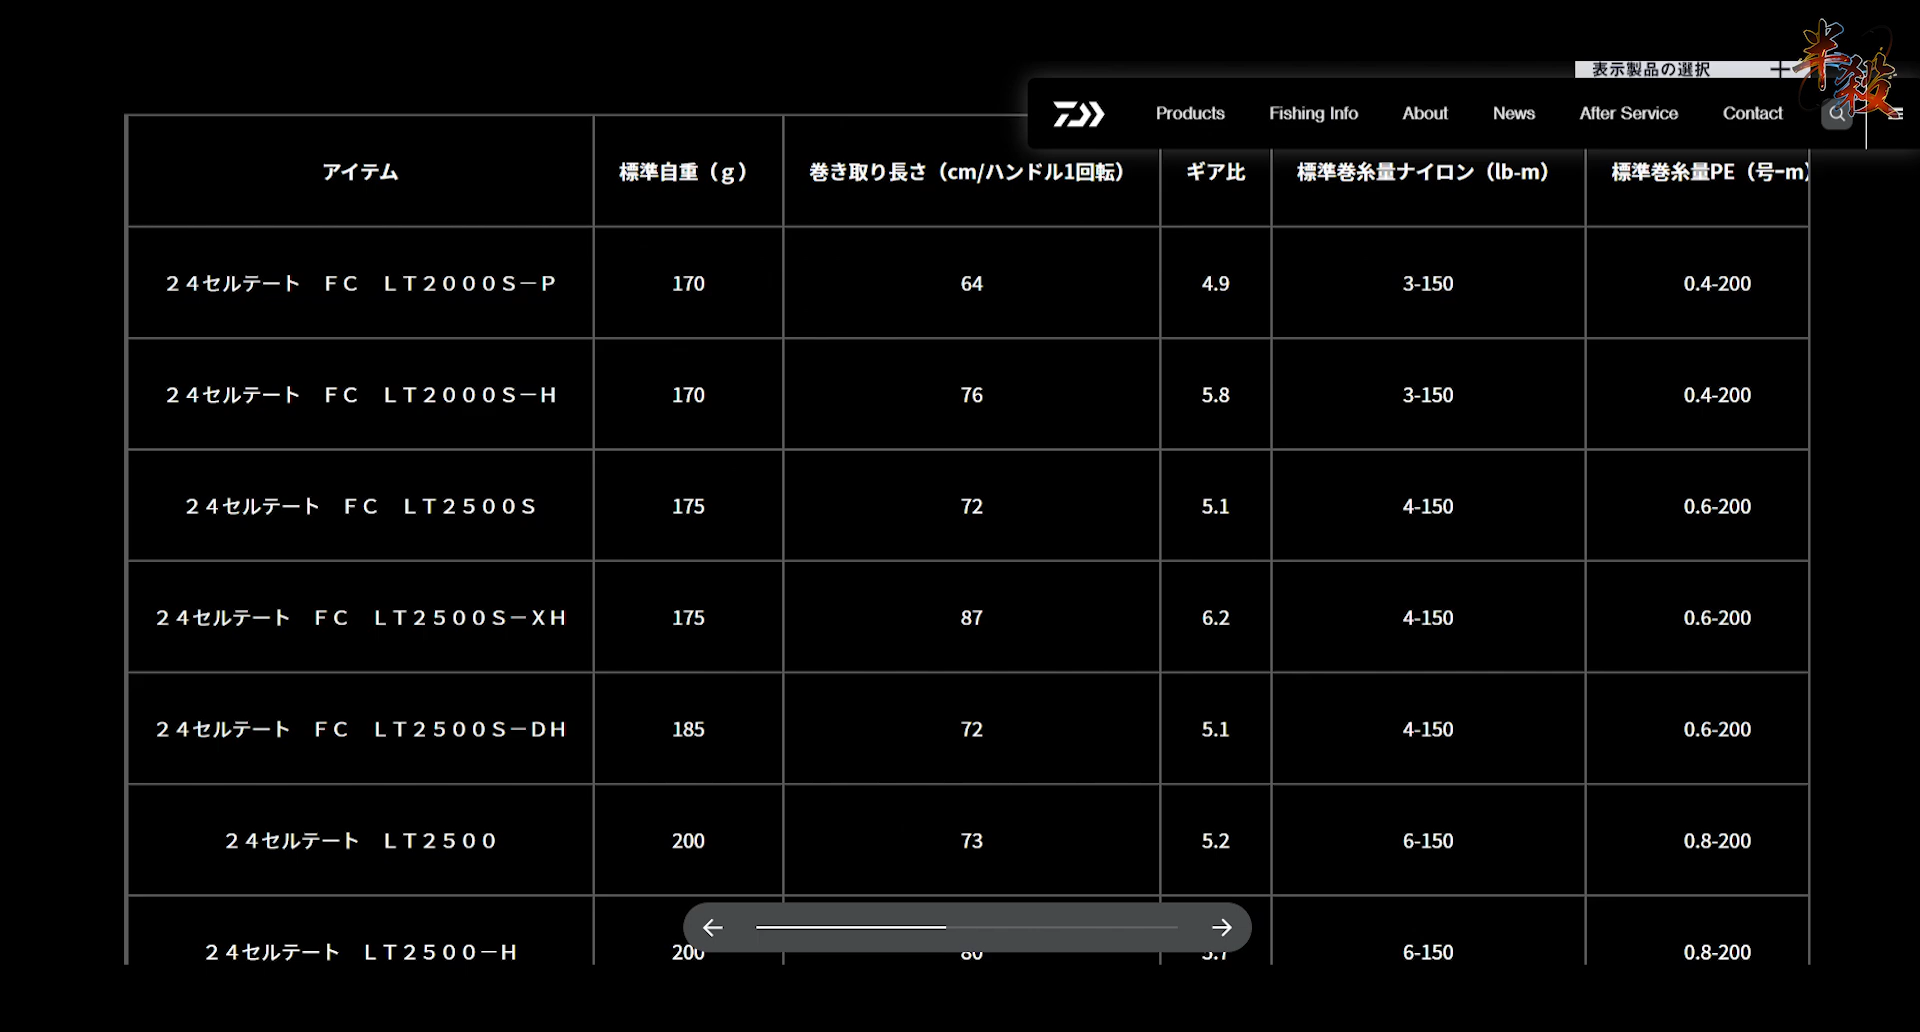 半殺
表示製品の選択 +
Products Fishing Info About News After Service Contact
アイテム 標準自重（g） 巻き取り長さ（cm/ハンドル1回転） ギア比 標準巻糸量ナイロン（lb-m） 標準巻糸量PE（号ｰm）
２４セルテート　ＦＣ　ＬＴ２０００Ｓ－Ｐ 170 64 4.9 3-150 0.4-200
２４セルテート　ＦＣ　ＬＴ２０００Ｓ－Ｈ 170 76 5.8 3-150 0.4-200
２４セルテート　ＦＣ　ＬＴ２５００Ｓ 175 72 5.1 4-150 0.6-200
２４セルテート　ＦＣ　ＬＴ２５００Ｓ－ＸＨ 175 87 6.2 4-150 0.6-200
２４セルテート　ＦＣ　ＬＴ２５００Ｓ－ＤＨ 185 72 5.1 4-150 0.6-200
２４セルテート　ＬＴ２５００ 200 73 5.2 6-150 0.8-200
２４セルテート　ＬＴ２５００－Ｈ 200 80 5.7 6-150 0.8-200